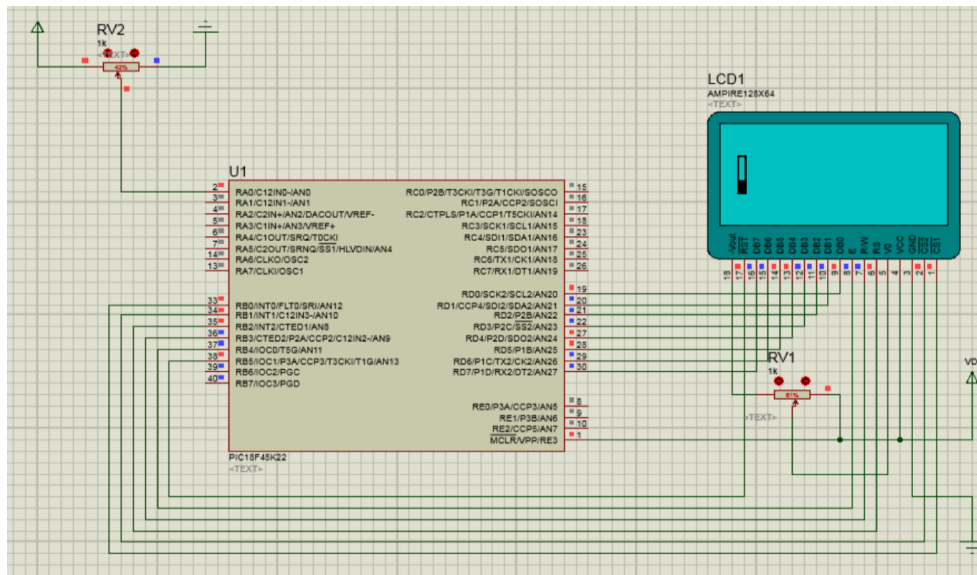 RV2
1k
<TEXT>
42%
LCD1
AMPIRE128X64
<TEXT>
-Vout
RST
DB7
DB6
DB5
DB4
DB3
DB2
DB1
DB0
E
R/W
RS
V0
VCC
GND
CS2
CS1
18
17
16
15
14
13
12
11
10
9
8
7
6
5
4
3
2
1
U1
2
RA0/C12IN0-/AN0
3
RA1/C12IN1-/AN1
4
RA2/C2IN+/AN2/DACOUT/VREF-
5
RA3/C1IN+/AN3/VREF+
6
RA4/C1OUT/SRQ/T0CKI
7
RA5/C2OUT/SRNQ/SS1/HLVDIN/AN4
14
RA6/CLKO/OSC2
13
RA7/CLKI/OSC1
33
RB0/INT0/FLT0/SRI/AN12
34
RB1/INT1/C12IN3-/AN10
35
RB2/INT2/CTED1/AN8
36
RB3/CTED2/P2A/CCP2/C12IN2-/AN9
37
RB4/IOC0/T5G/AN11
38
RB5/IOC1/P3A/CCP3/T3CKI/T1G/AN13
39
RB6/IOC2/PGC
40
RB7/IOC3/PGD
RC0/P2B/T3CKI/T3G/T1CKI/SOSCO
15
RC1/P2A/CCP2/SOSCI
16
RC2/CTPLS/P1A/CCP1/T5CKI/AN14
17
RC3/SCK1/SCL1/AN15
18
RC4/SDI1/SDA1/AN16
23
RC5/SDO1/AN17
24
RC6/TX1/CK1/AN18
25
RC7/RX1/DT1/AN19
26
RD0/SCK2/SCL2/AN20
19
RD1/CCP4/SDI2/SDA2/AN21
20
RD2/P2B/AN22
21
RD3/P2C/SS2/AN23
22
RD4/P2D/SDO2/AN24
27
RD5/P1B/AN25
28
RD6/P1C/TX2/CK2/AN26
29
RD7/P1D/RX2/DT2/AN27
30
RE0/P3A/CCP3/AN5
8
RE1/P3B/AN6
9
RE2/CCP5/AN7
10
MCLR/VPP/RE3
1
PIC18F45K22
<TEXT>
RV1
1k
<TEXT>
VD